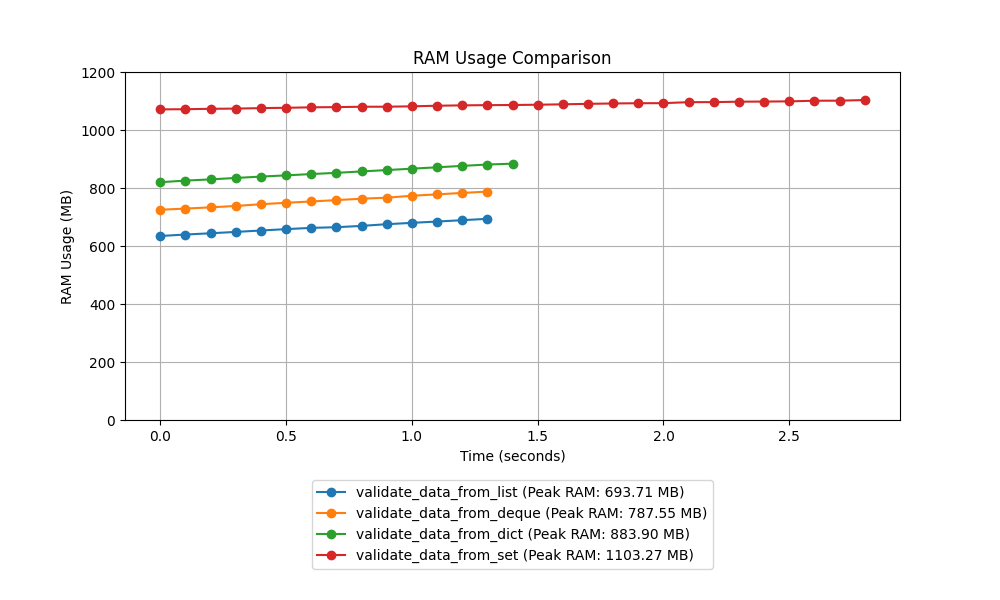 RAM Usage Comparison
1200
1000
800
600
400
200
0
RAM Usage (MB)
0.0 0.5 1.0 1.5 2.0 2.5
Time (seconds)
validate_data_from_list (Peak RAM: 693.71 MB)
validate_data_from_deque (Peak RAM: 787.55 MB)
validate_data_from_dict (Peak RAM: 883.90 MB)
validate_data_from_set (Peak RAM: 1103.27 MB)